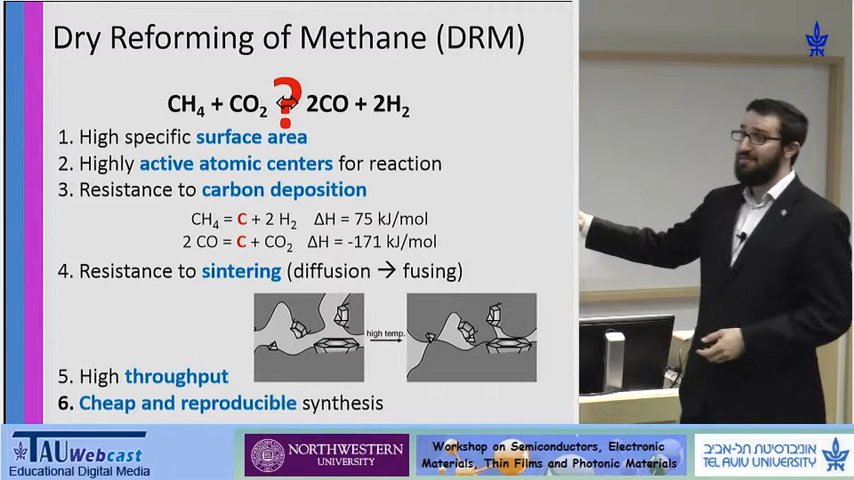 Dry Reforming of Methane (DRM)
CH₄ + CO₂ ? ⇔ 2CO + 2H₂
1. High specific surface area
2. Highly active atomic centers for reaction
3. Resistance to carbon deposition
CH₄ = C + 2 H₂ ΔH = 75 kJ/mol
2 CO = C + CO₂ ΔH = -171 kJ/mol
4. Resistance to sintering (diffusion → fusing)
high temp.
5. High throughput
6. Cheap and reproducible synthesis
TAU Webcast
Educational Digital Media
NORTHWESTERN
UNIVERSITY
Workshop on Semiconductors, Electronic
Materials, Thin Films and Photonic Materials
אוניברסיטת תל-אביב
TEL AVIV UNIVERSITY